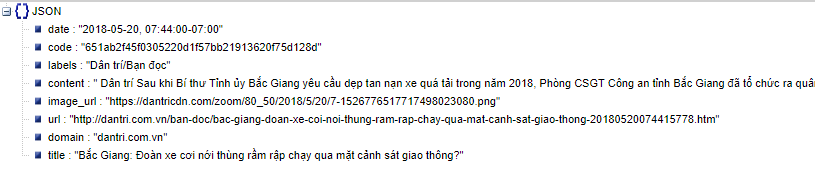 JSON
date : "2018-05-20, 07:44:00-07:00"
code : "651ab2f45f0305220d1f57bb21913620f75d128d"
labels : "Dân trí/Bạn đọc"
content : " Dân trí Sau khi Bí thư Tỉnh ủy Bắc Giang yêu cầu dẹp tan nạn xe quá tải trong năm 2018, Phòng CSGT Công an tỉnh Bắc Giang đã tổ chức ra quân
image_url : "https://dantricdn.com/zoom/80_50/2018/5/20/7-1526776517717498023080.png"
url : "http://dantri.com.vn/ban-doc/bac-giang-doan-xe-coi-noi-thung-ram-rap-chay-qua-mat-canh-sat-giao-thong-20180520074415778.htm"
domain : "dantri.com.vn"
title : "Bắc Giang: Đoàn xe cơi nới thùng rầm rập chạy qua mặt cảnh sát giao thông?"